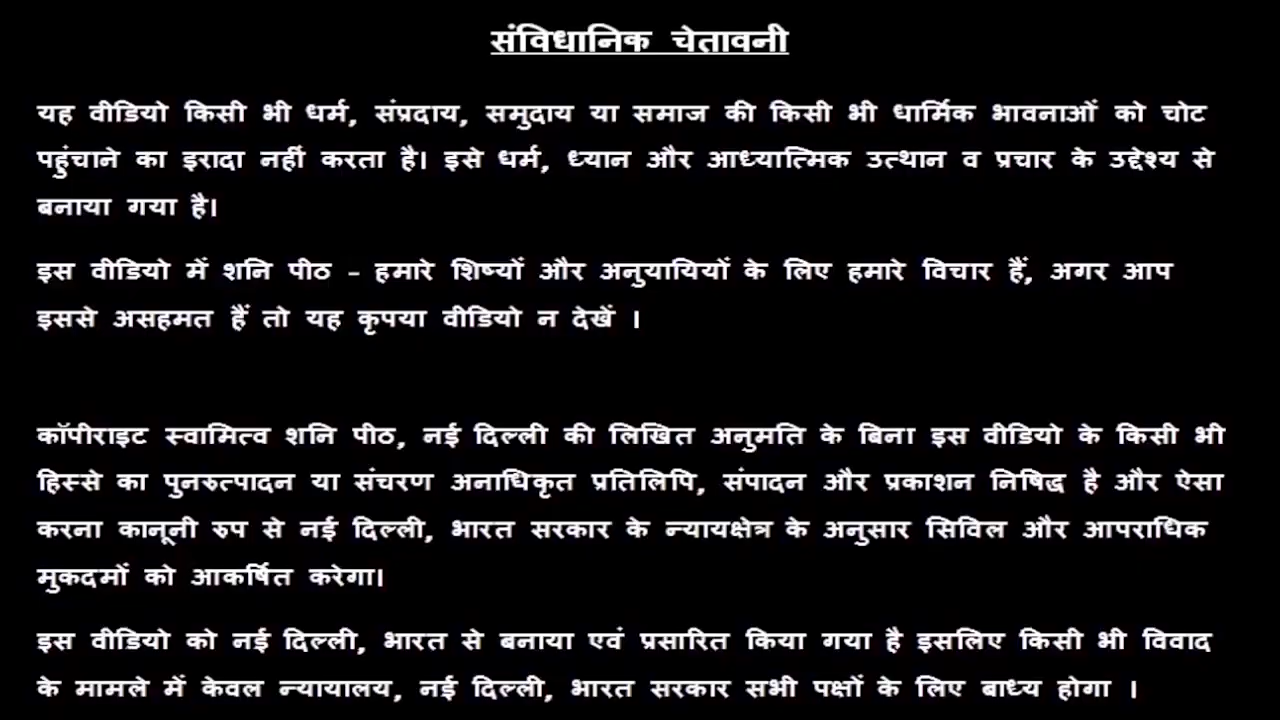 संविधानिक चेतावनी
यह वीडियो किसी भी धर्म, संप्रदाय, समुदाय या समाज की किसी भी धार्मिक भावनाओं को चोट
पहुंचाने का इरादा नहीं करता है। इसे धर्म, ध्यान और आध्यात्मिक उत्थान व प्रचार के उद्देश्य से
बनाया गया है।
इस वीडियो में शनि पीठ – हमारे शिष्यों और अनुयायियों के लिए हमारे विचार हैं, अगर आप
इससे असहमत हैं तो यह कृपया वीडियो न देखें ।
कॉपीराइट स्वामित्व शनि पीठ, नई दिल्ली की लिखित अनुमति के बिना इस वीडियो के किसी भी
हिस्से का पुनरुत्पादन या संचरण अनाधिकृत प्रतिलिपि, संपादन और प्रकाशन निषिद्ध है और ऐसा
करना कानूनी रुप से नई दिल्ली, भारत सरकार के न्यायक्षेत्र के अनुसार सिविल और आपराधिक
मुकदमों को आकर्षित करेगा।
इस वीडियो को नई दिल्ली, भारत से बनाया एवं प्रसारित किया गया है इसलिए किसी भी विवाद
के मामले में केवल न्यायालय, नई दिल्ली, भारत सरकार सभी पक्षों के लिए बाध्य होगा ।